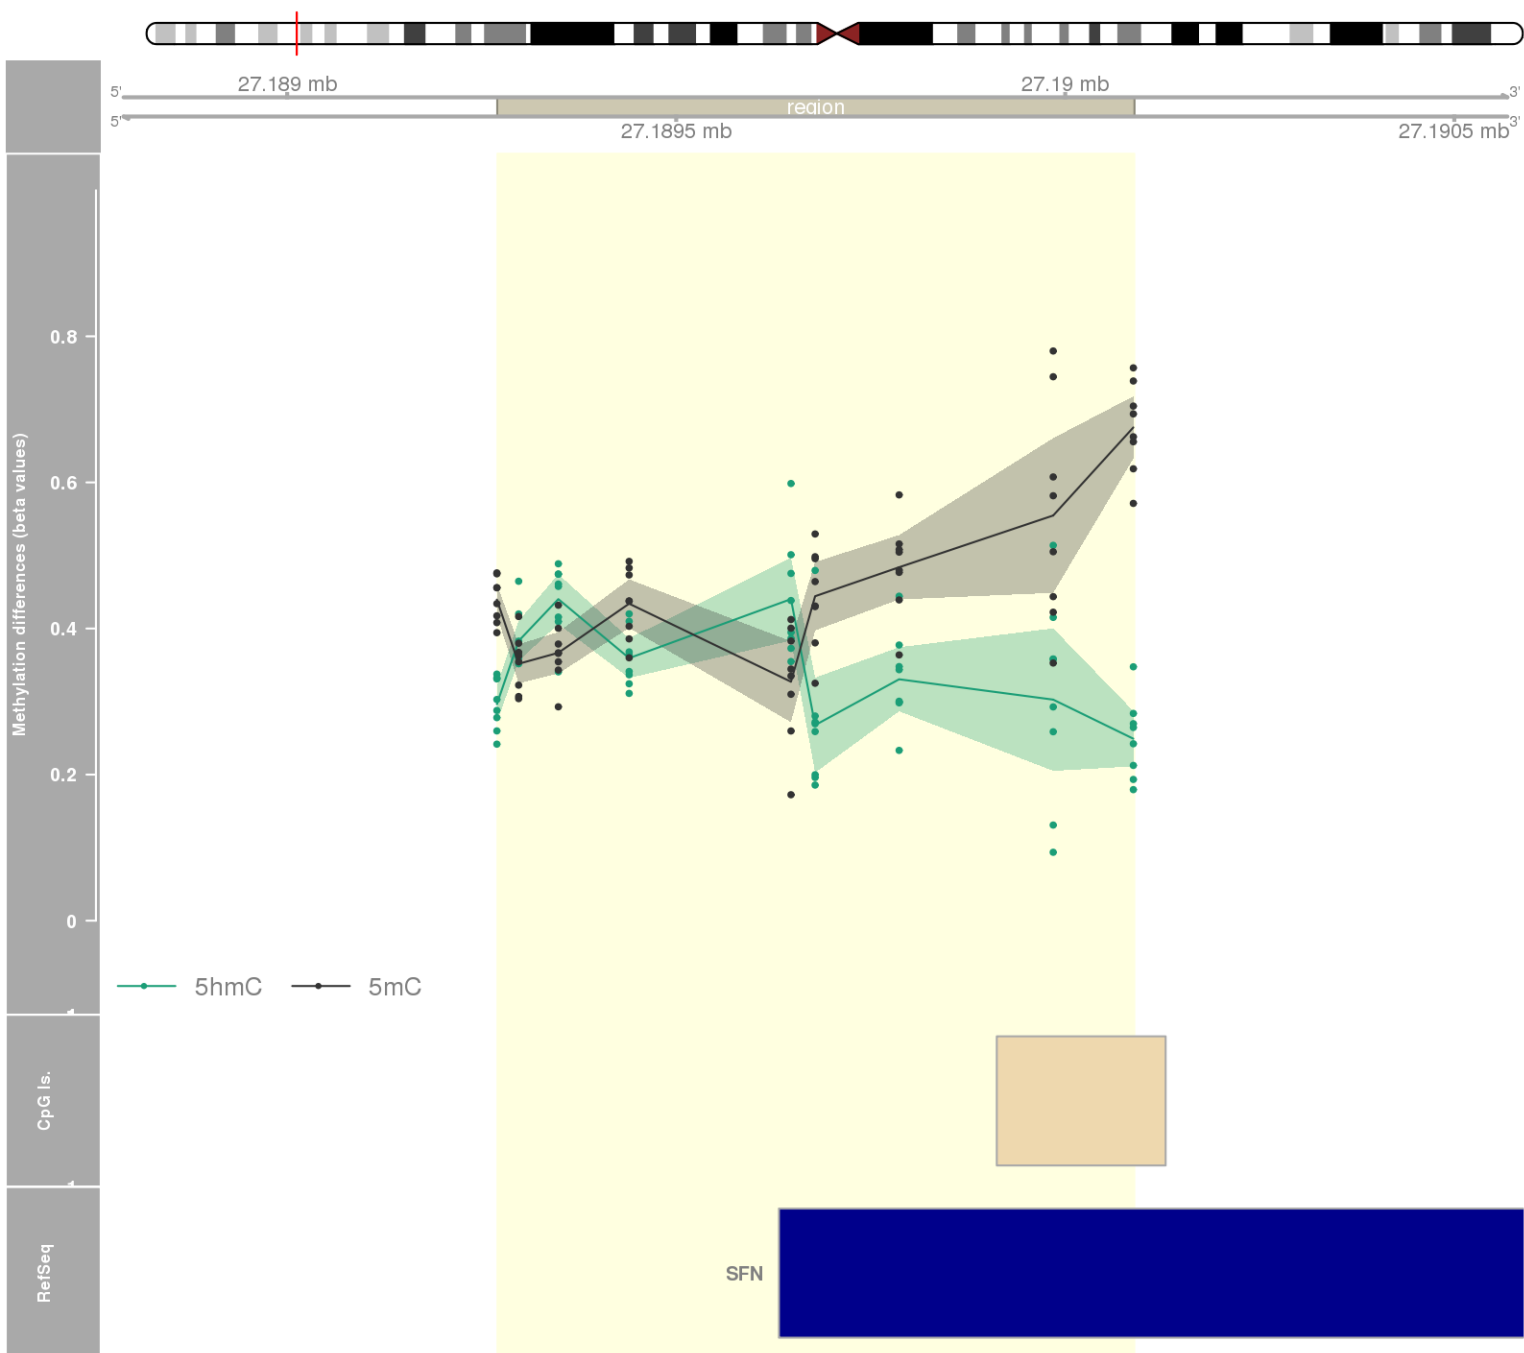 27.189 mb
27.19 mb
5'
3'
region
5'
3'
27.1895 mb
27.1905 mb
Methylation differences (beta values)
0.8
0.6
0.4
0.2
0
5hmC
5mC
CpG Is.
RefSeq
SFN